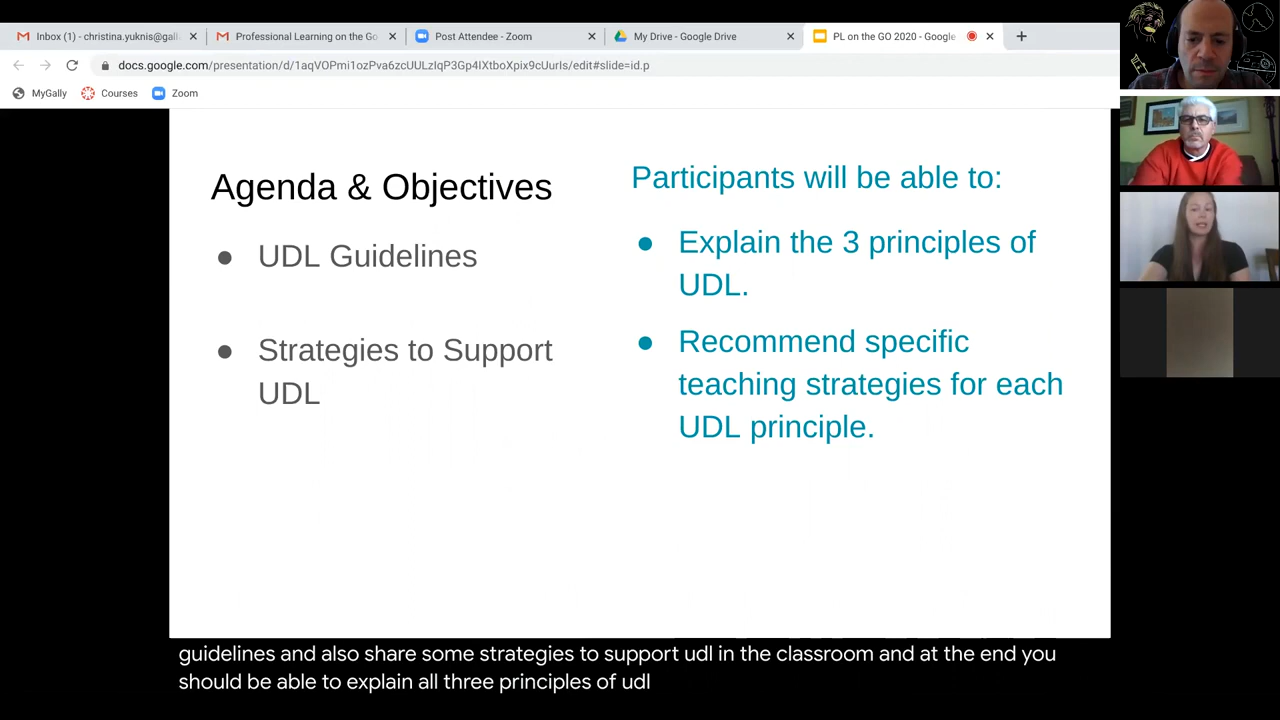 Inbox (1) - christina.yuknis@gall
Professional Learning on the Go
Post Attendee - Zoom
My Drive - Google Drive
PL on the GO 2020 - Google
docs.google.com/presentation/d/1aqVOPmi1ozPva6zcUULzIqP3Gp4IXtboXpix9cUurIs/edit#slide=id.p
MyGally
Courses
Zoom
Agenda & Objectives
● UDL Guidelines
● Strategies to Support
UDL
Participants will be able to:
● Explain the 3 principles of
UDL.
● Recommend specific
teaching strategies for each
UDL principle.
guidelines and also share some strategies to support udl in the classroom and at the end you
should be able to explain all three principles of udl